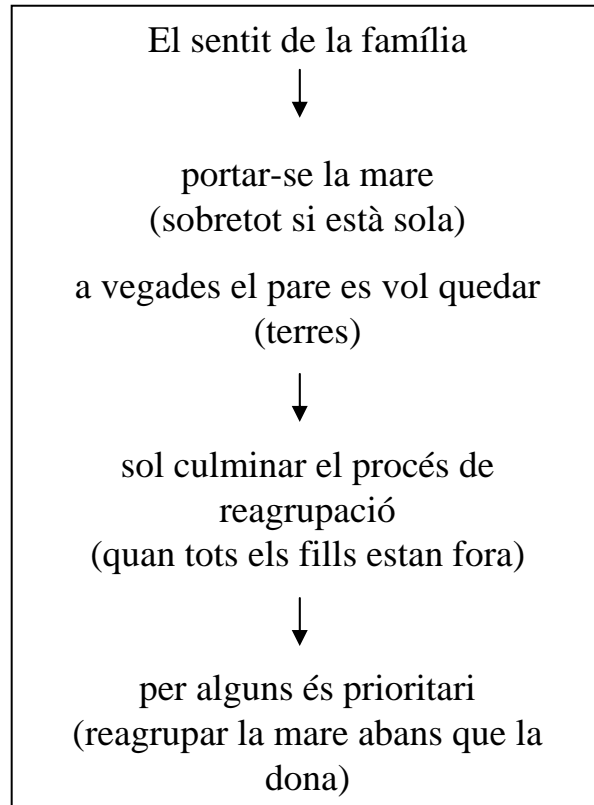 El sentit de la família
portar-se la mare
(sobretot si està sola)
a vegades el pare es vol quedar
(terres)
sol culminar el procés de
reagrupació
(quan tots els fills estan fora)
per alguns és prioritari
(reagrupar la mare abans que la
dona)